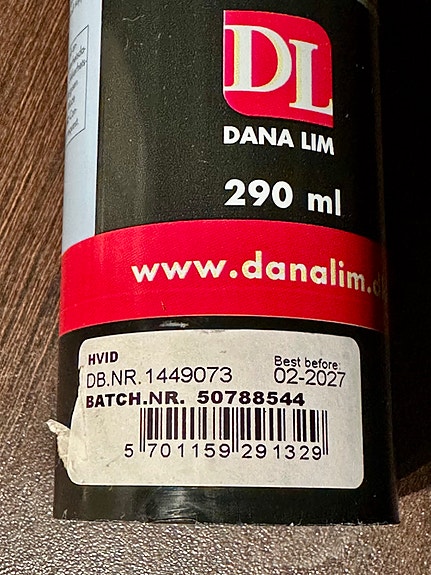 DL
DANA LIM
290 ml
www.danalim.d
HVID
Best before:
DB.NR. 1449073 02-2027
BATCH.NR. 50788544
5 701159 291329